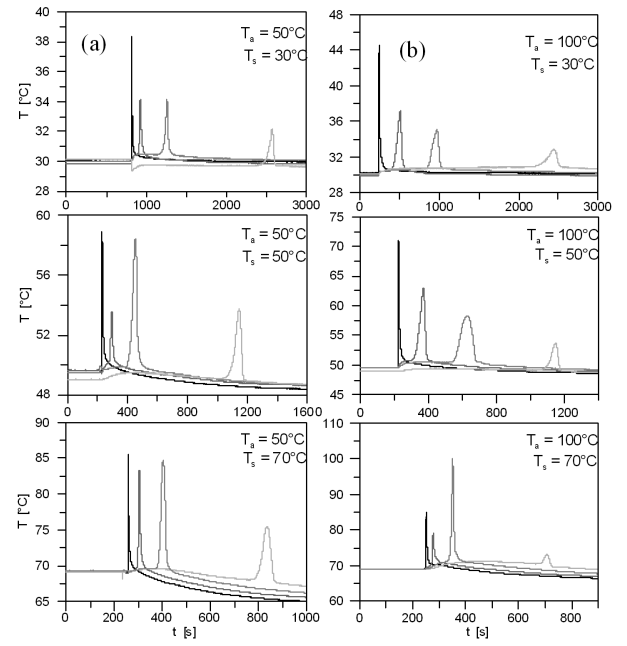 40
38
36
34
32
30
28
T [°C]
(a)
Ta = 50°C
Ts = 30°C
0 1000 2000 3000
48
44
40
36
32
28
(b)
Ta = 100°C
Ts = 30°C
0 1000 2000 3000
60
56
52
48
T [°C]
Ta = 50°C
Ts = 50°C
0 400 800 1200 1600
75
70
65
60
55
50
45
Ta = 100°C
Ts = 50°C
0 400 800 1200
90
85
80
75
70
65
T [°C]
Ta = 50°C
Ts = 70°C
0 200 400 600 800 1000
t [s]
110
100
90
80
70
60
Ta = 100°C
Ts = 70°C
0 200 400 600 800
t [s]